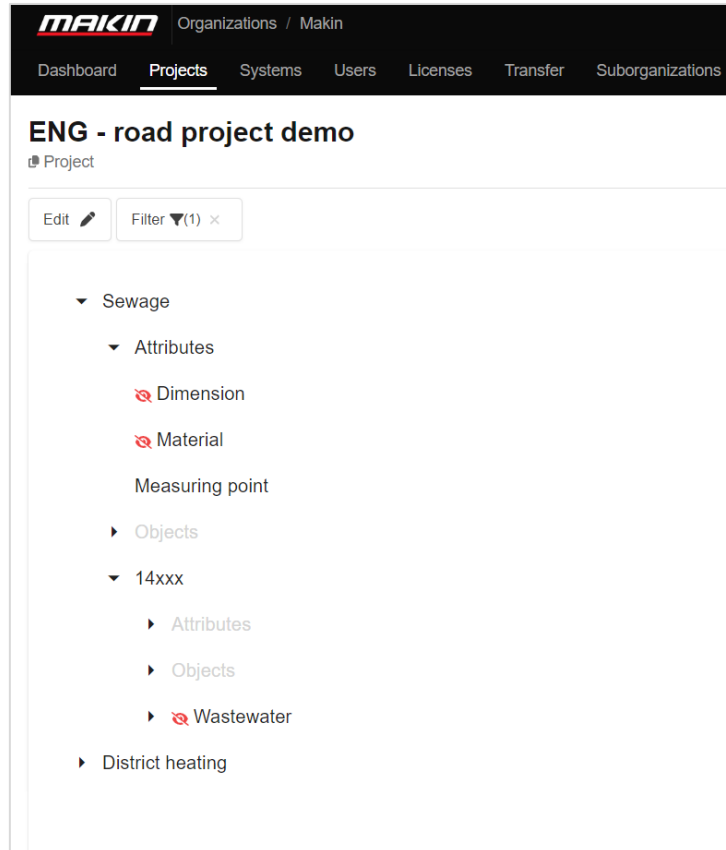 MAKIN Organizations / Makin
Dashboard Projects Systems Users Licenses Transfer Suborganizations
ENG - road project demo
Project
Edit Filter (1) ×
Sewage
Attributes
Dimension
Material
Measuring point
Objects
14xxx
Attributes
Objects
Wastewater
District heating